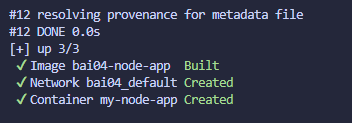 #12 resolving provenance for metadata file
#12 DONE 0.0s
[+] up 3/3
✓ Image bai04-node-app Built
✓ Network bai04_default Created
✓ Container my-node-app Created